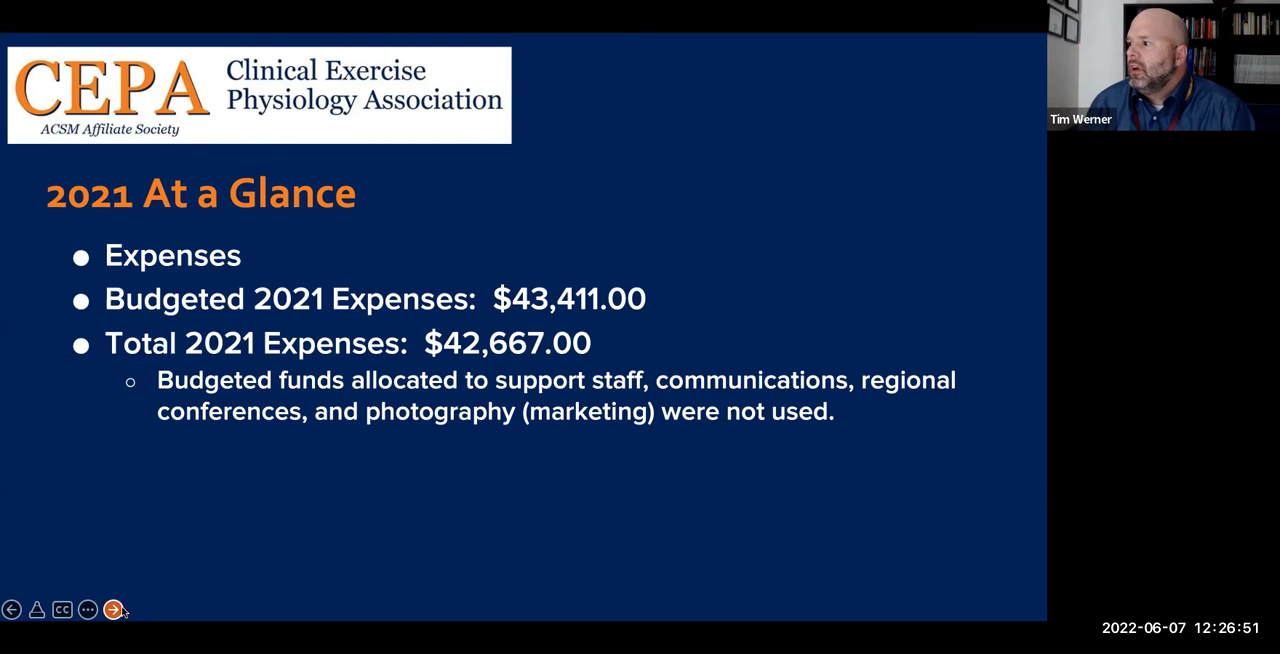 CEPA
Clinical Exercise
Physiology Association
ACSM Affiliate Society
Tim Werner
2021 At a Glance
● Expenses
● Budgeted 2021 Expenses: $43,411.00
● Total 2021 Expenses: $42,667.00
○ Budgeted funds allocated to support staff, communications, regional
conferences, and photography (marketing) were not used.
CC
2022-06-07 12:26:51